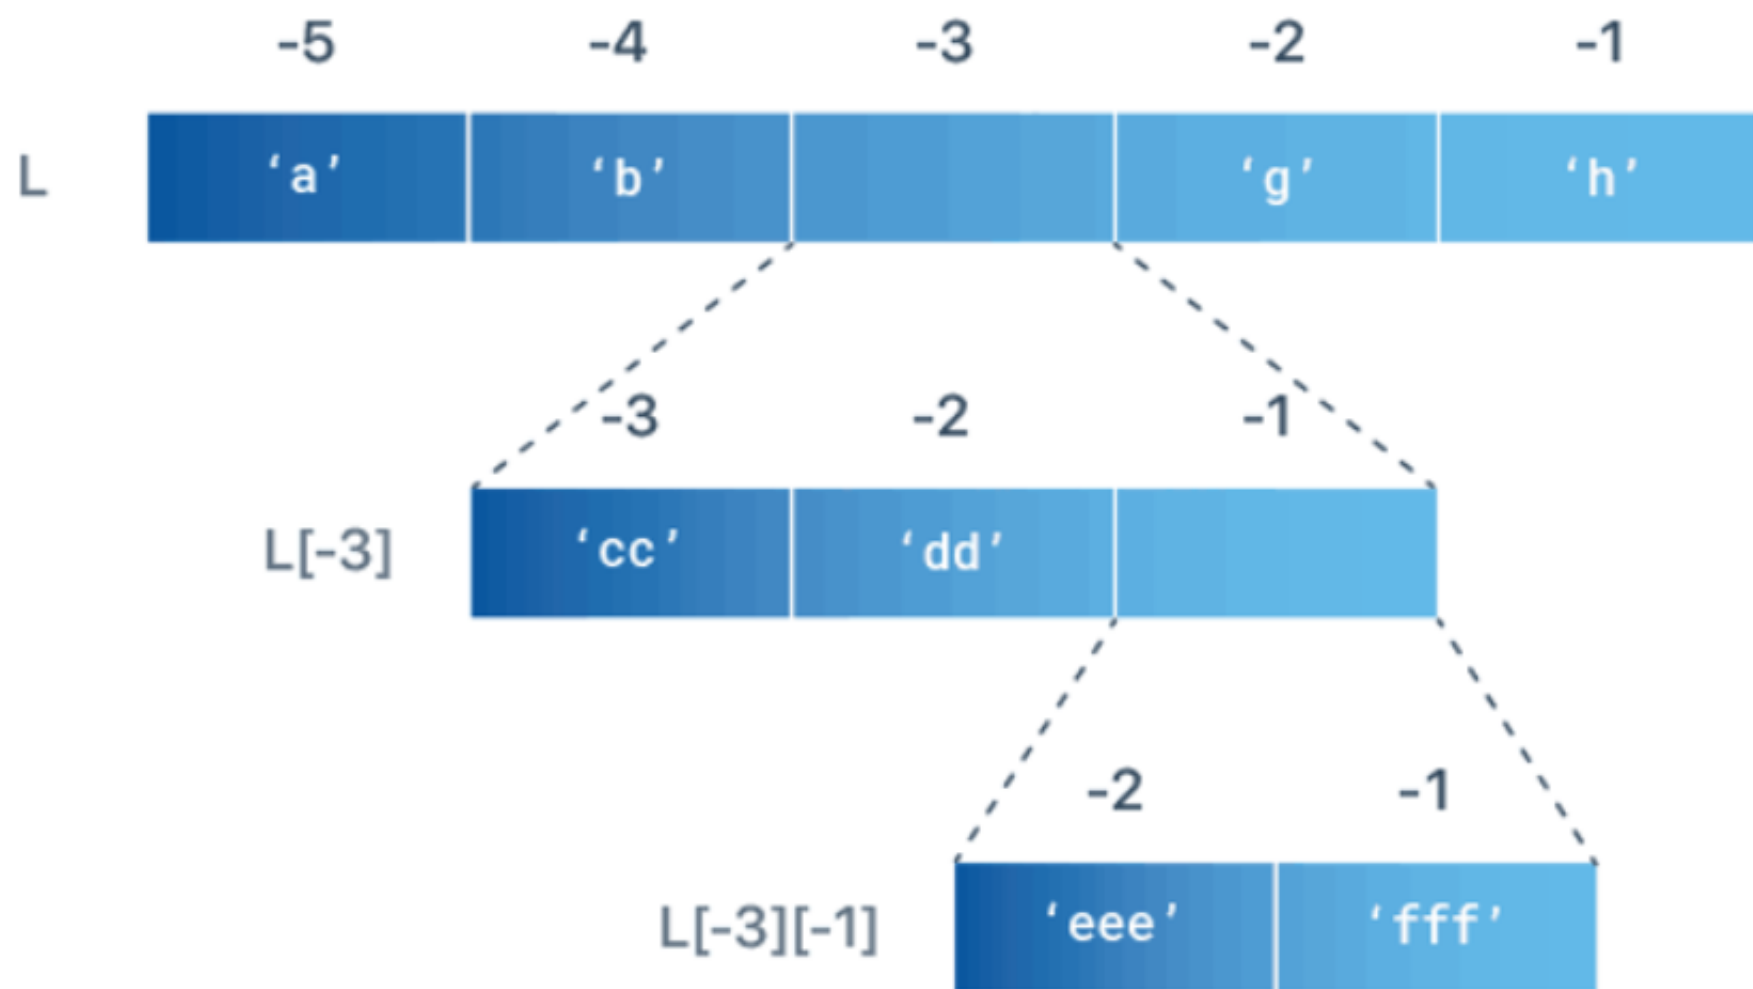 -5 -4 -3 -2 -1
L ‘a’ ‘b’ ‘g’ ‘h’
-3 -2 -1
L[-3] ‘cc’ ‘dd’
-2 -1
L[-3][-1] ‘eee’ ‘fff’